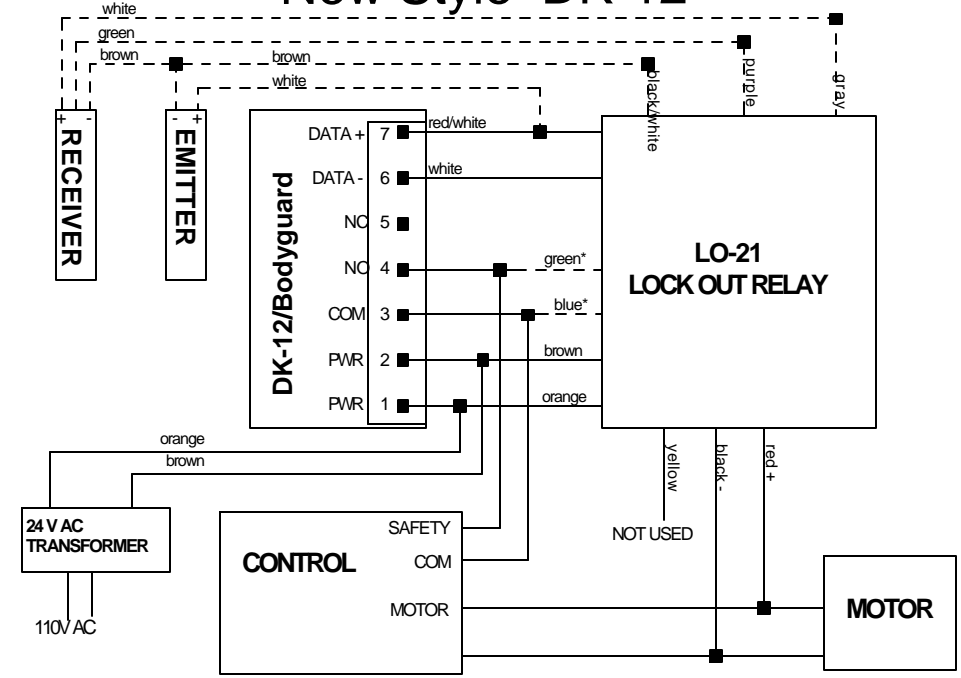 New Style DK-12
white
green
brown
brown
white
purple
gray
black/white
+ -
RECEIVER
- +
EMITTER
DK-12/Bodyguard
DATA + 7 red/white
DATA - 6 white
NC 5
NO 4 green*
COM 3 blue*
PWR 2 brown
PWR 1 orange
LO-21
LOCK OUT RELAY
orange
brown
yellow
black -
red +
NOT USED
24 V AC
TRANSFORMER
110V AC
CONTROL
SAFETY
COM
MOTOR
MOTOR